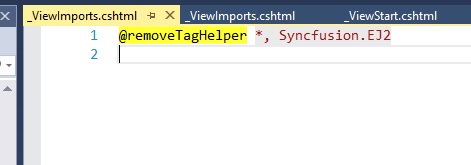 _ViewImports.cshtml _ViewImports.cshtml _ViewStart.cshtml
1 @removeTagHelper *, Syncfusion.EJ2
2